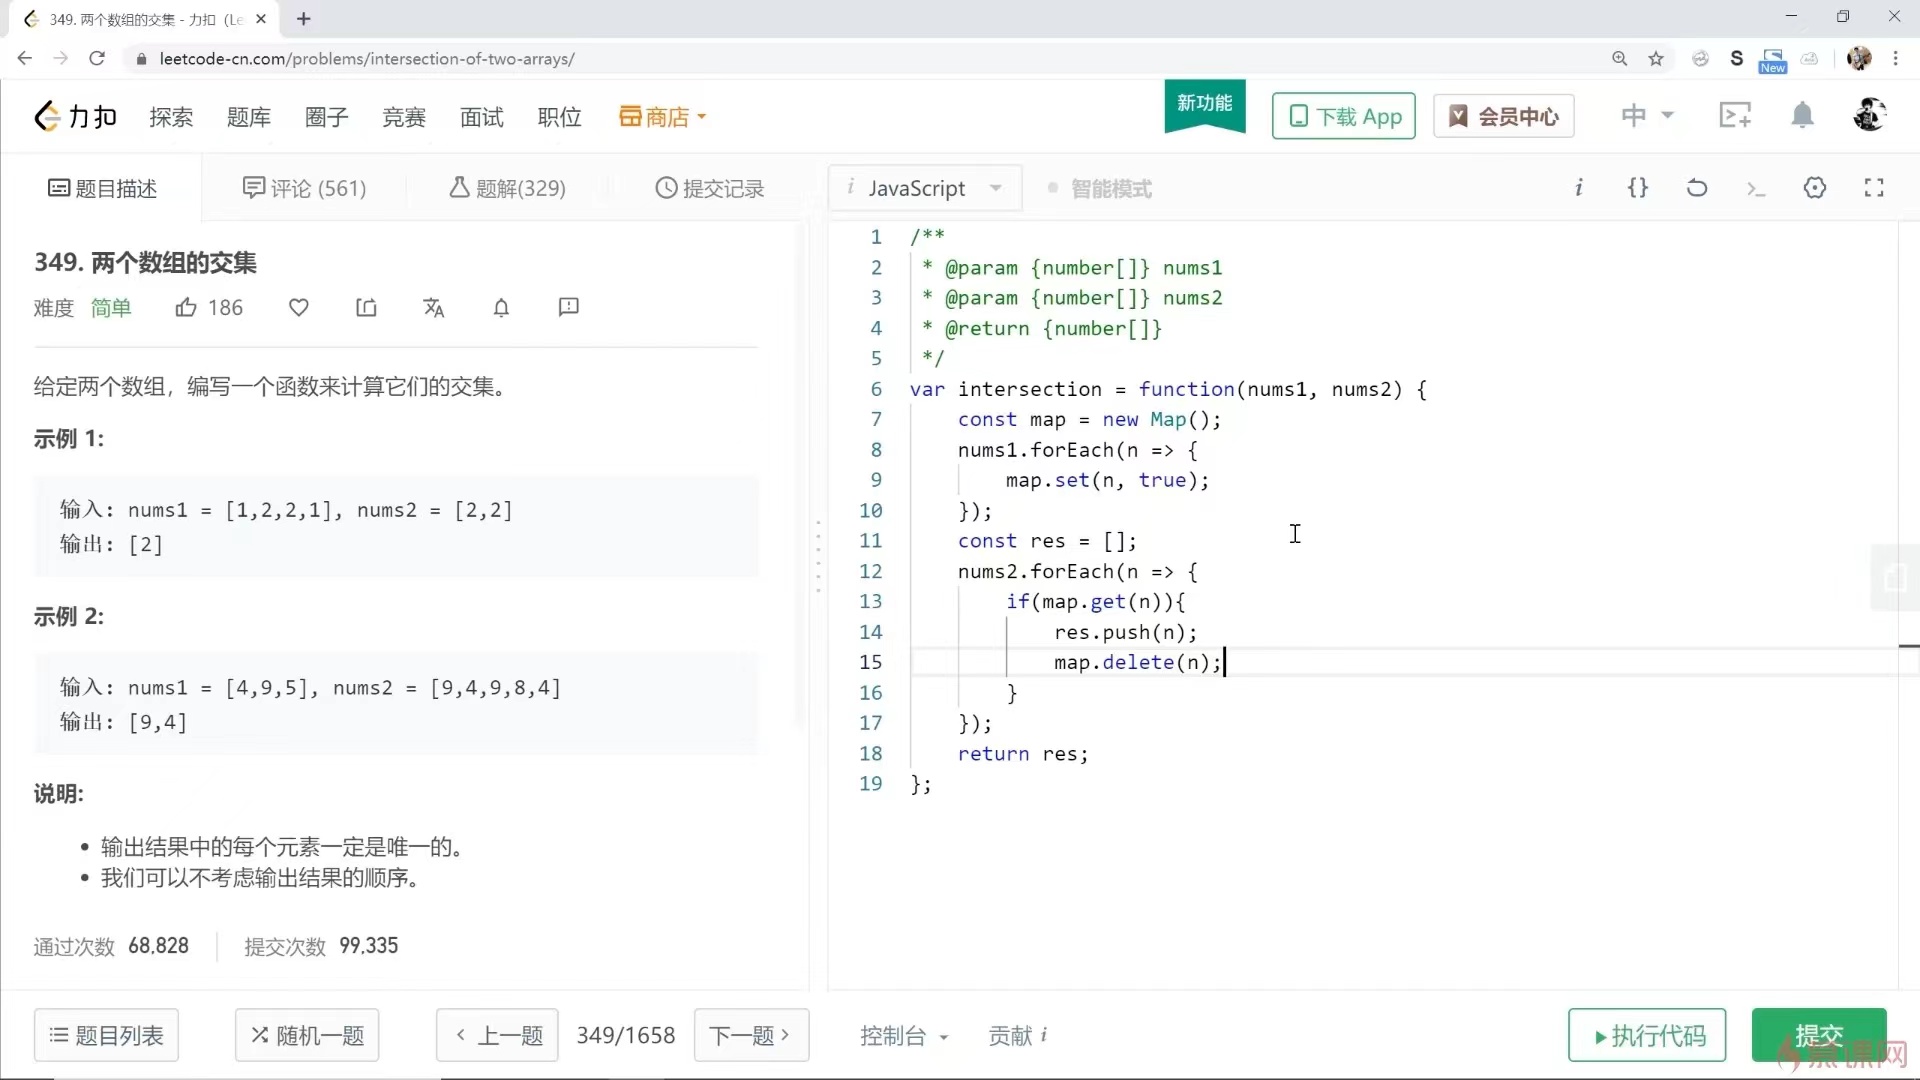 349. 两个数组的交集 - 力扣（Le
leetcode-cn.com/problems/intersection-of-two-arrays/
S
New
力扣
探索
题库
圈子
竞赛
面试
职位
商店
新功能
下载 App
会员中心
中
题目描述
评论 (561)
题解(329)
提交记录
i JavaScript
智能模式
i
{}
349. 两个数组的交集
难度 简单 186
给定两个数组，编写一个函数来计算它们的交集。
示例 1:
输入: nums1 = [1,2,2,1], nums2 = [2,2]
输出: [2]
示例 2:
输入: nums1 = [4,9,5], nums2 = [9,4,9,8,4]
输出: [9,4]
说明:
• 输出结果中的每个元素一定是唯一的。
• 我们可以不考虑输出结果的顺序。
通过次数 68,828
提交次数 99,335
1 /**
2  * @param {number[]} nums1
3  * @param {number[]} nums2
4  * @return {number[]}
5  */
6 var intersection = function(nums1, nums2) {
7     const map = new Map();
8     nums1.forEach(n => {
9         map.set(n, true);
10     });
11     const res = [];
12     nums2.forEach(n => {
13         if(map.get(n)){
14             res.push(n);
15             map.delete(n);
16         }
17     });
18     return res;
19 };
题目列表
随机一题
上一题
349/1658
下一题
控制台
贡献 i
执行代码
提交
慕课网